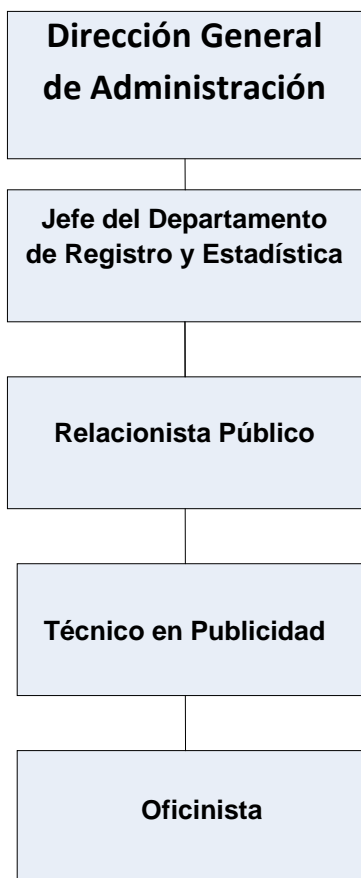 Dirección General
de Administración
Jefe del Departamento
de Registro y Estadística
Relacionista Público
Técnico en Publicidad
Oficinista